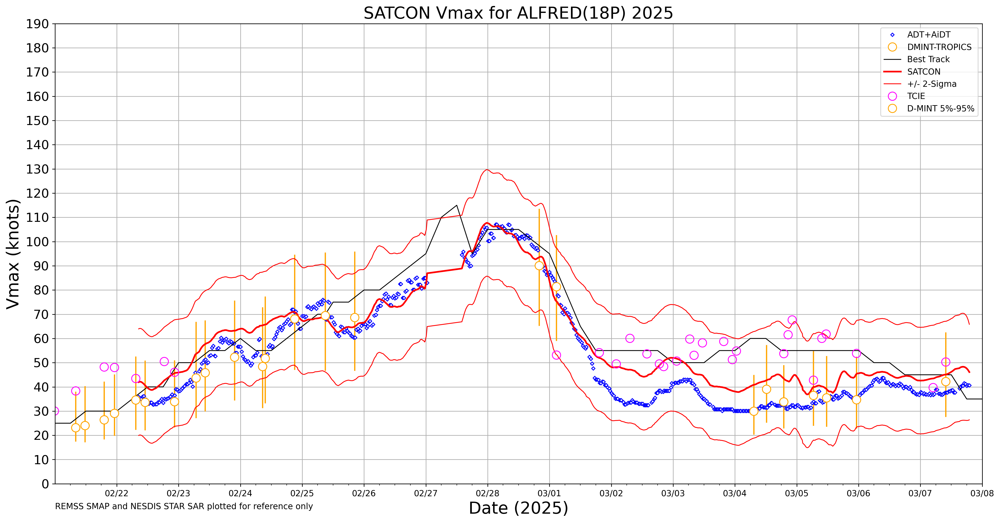 SATCON Vmax for ALFRED(18P) 2025
190
180
170
160
150
140
130
120
110
100
90
80
70
60
50
40
30
20
10
0
Vmax (knots)
ADT+AiDT
DMINT-TROPICS
Best Track
SATCON
+/- 2-Sigma
TCIE
D-MINT 5%-95%
02/22 02/23 02/24 02/25 02/26 02/27 02/28 03/01 03/02 03/03 03/04 03/05 03/06 03/07 03/08
REMSS SMAP and NESDIS STAR SAR plotted for reference only
Date (2025)